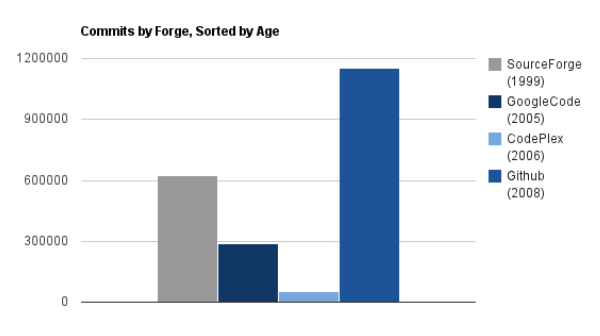 Commits by Forge, Sorted by Age
1200000
900000
600000
300000
0
SourceForge
(1999)
GoogleCode
(2005)
CodePlex
(2006)
Github
(2008)